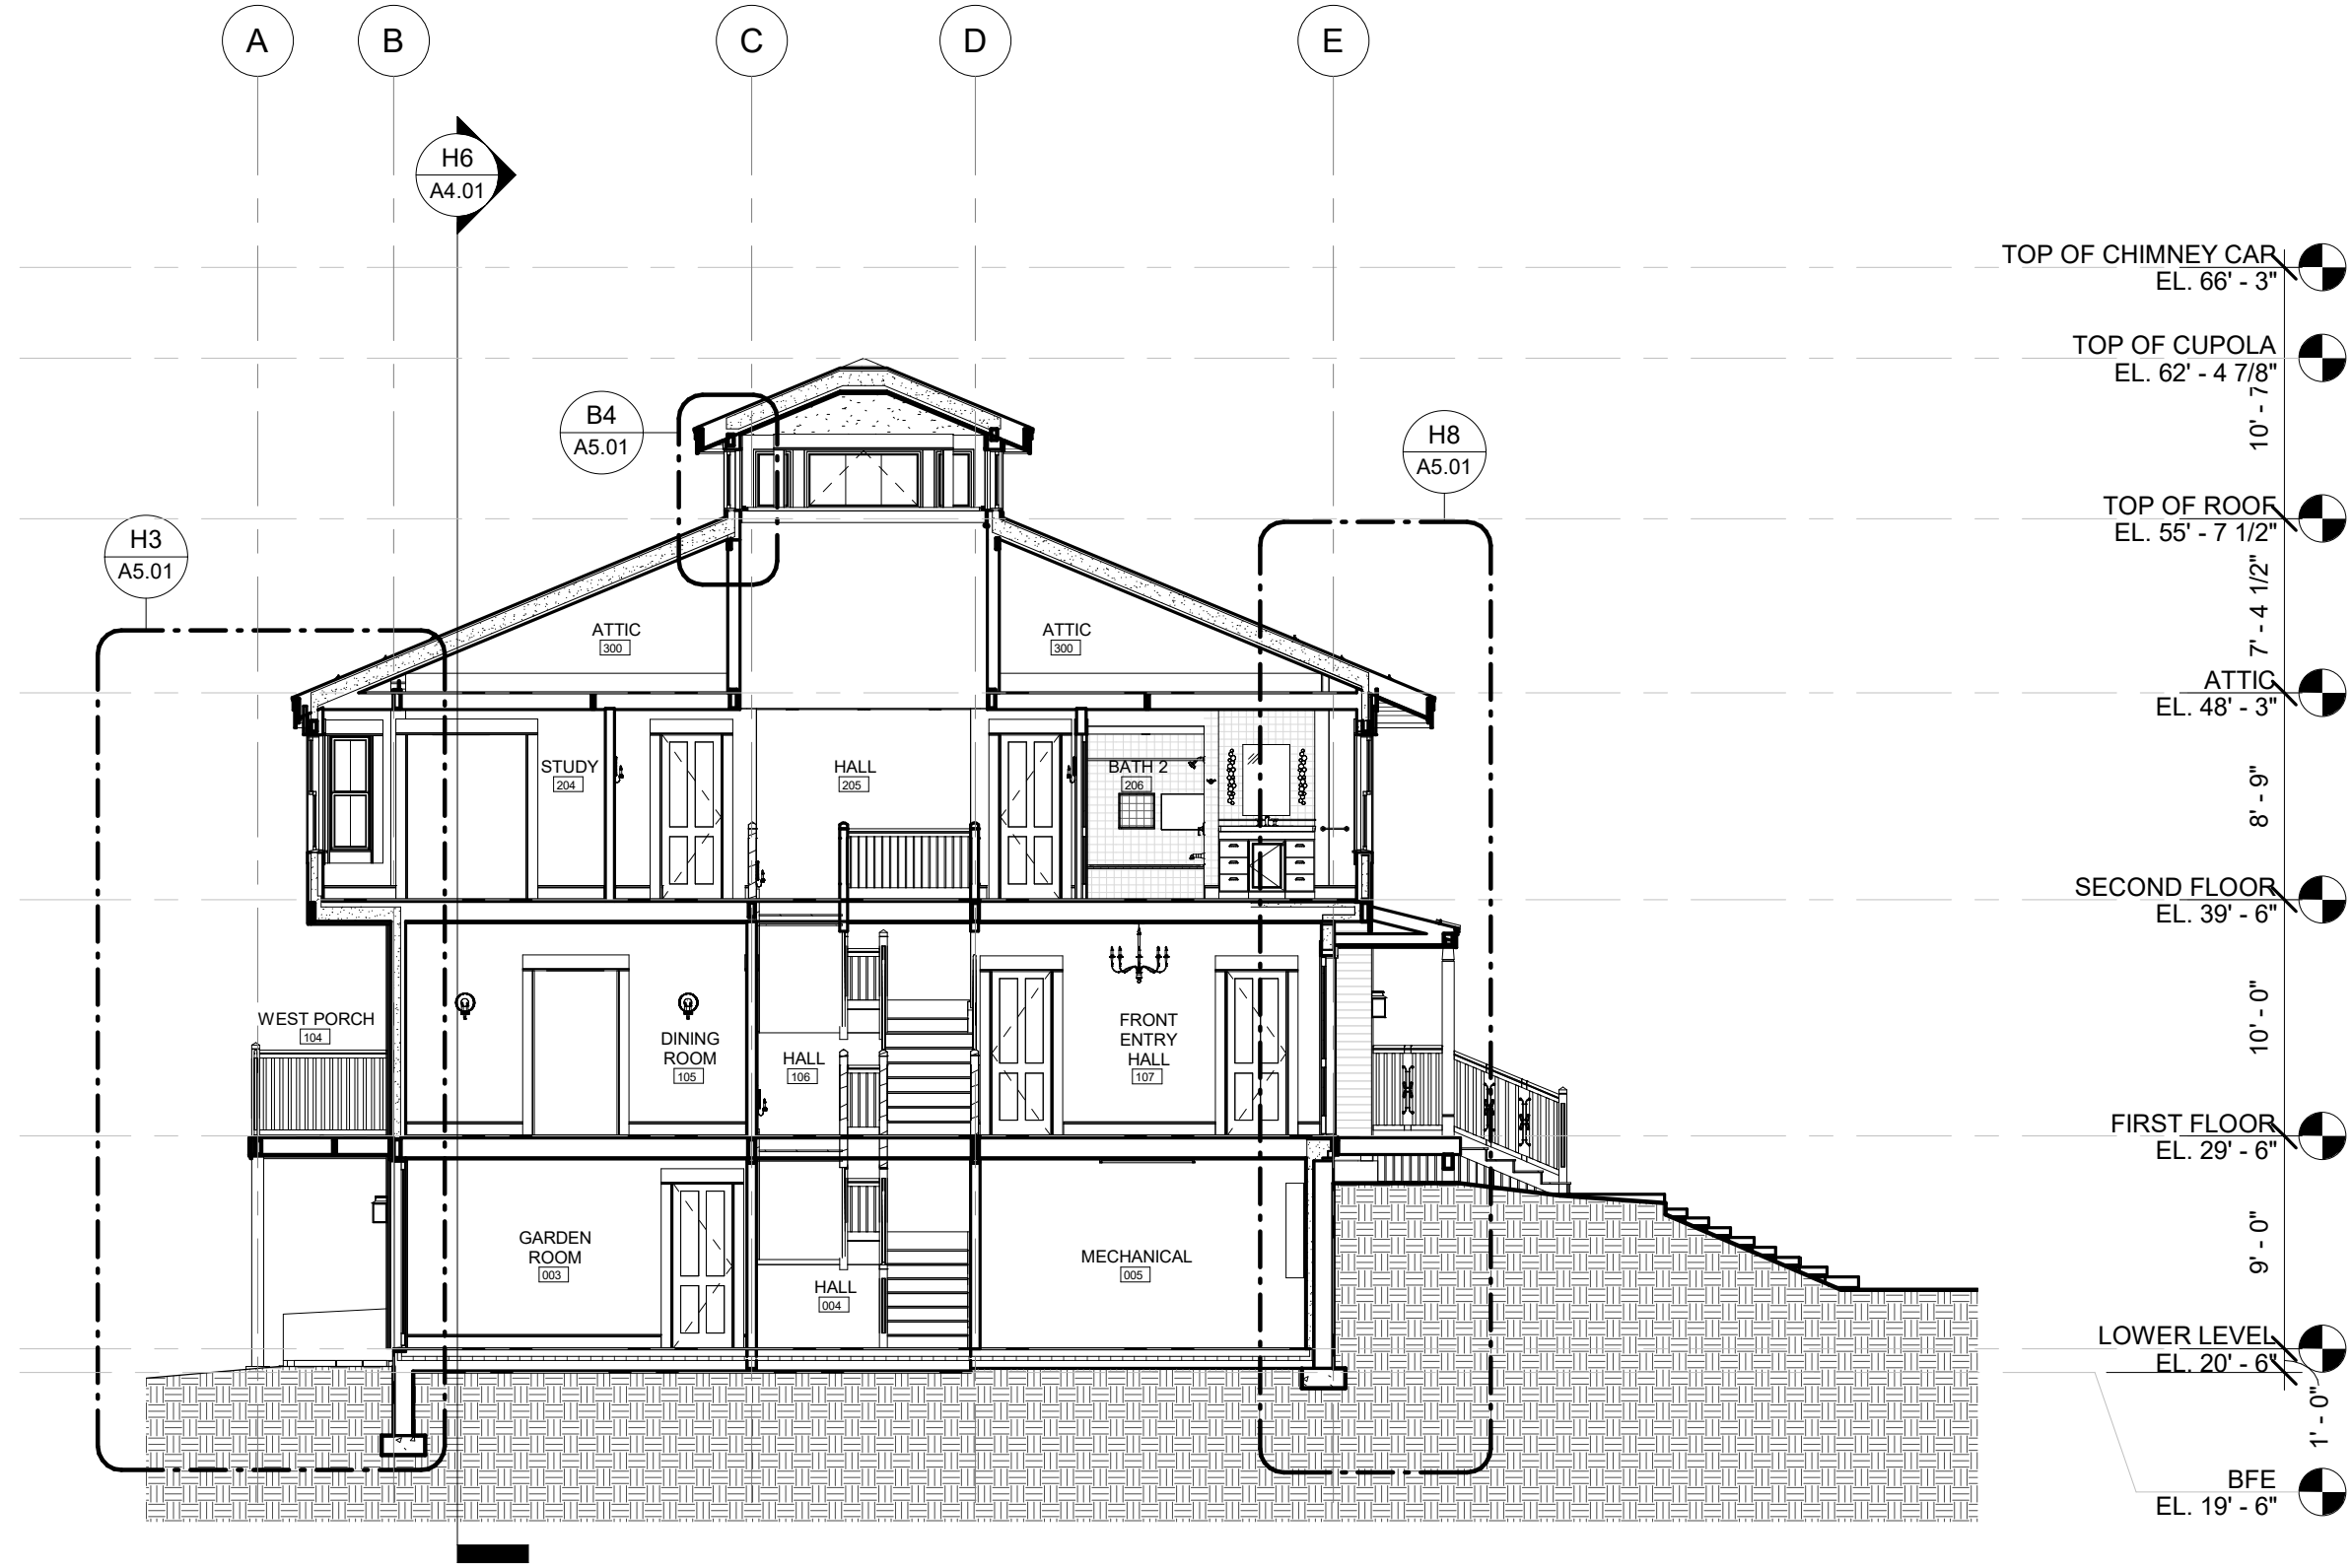 A
B
C
D
E
H6
A4.01
TOP OF CHIMNEY CAP
EL. 66' - 3"
TOP OF CUPOLA
EL. 62' - 4 7/8"
10' - 7
B4
A5.01
H8
A5.01
TOP OF ROOF
EL. 55' - 7 1/2"
H3
A5.01
7' - 4 1/2"
ATTIC
300
ATTIC
300
ATTIC
EL. 48' - 3"
STUDY
204
HALL
205
BATH 2
206
8' - 9"
SECOND FLOOR
EL. 39' - 6"
WEST PORCH
104
DINING
ROOM
105
HALL
106
FRONT
ENTRY
HALL
107
10' - 0"
FIRST FLOOR
EL. 29' - 6"
GARDEN
ROOM
003
HALL
004
MECHANICAL
005
9' - 0"
LOWER LEVEL
EL. 20' - 6"
1' - 0"
BFE
EL. 19' - 6"